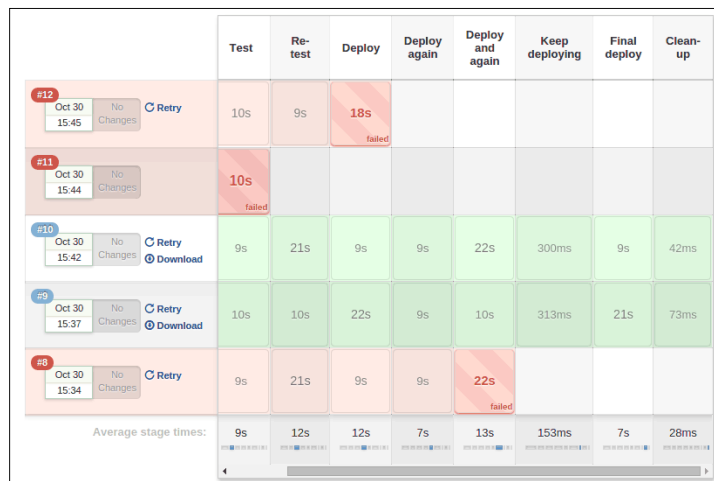 Test Re-test Deploy Deploy again Deploy and again Keep deploying Final deploy Clean-up
#12
Oct 30 No Changes Retry
15:45
10s 9s 18s
failed
#11
Oct 30 No Changes
15:44
10s
failed
#10
Oct 30 No Changes Retry
15:42 Download
9s 21s 9s 9s 22s 300ms 9s 42ms
#9
Oct 30 No Changes Retry
15:37 Download
10s 10s 22s 9s 10s 313ms 21s 73ms
#8
Oct 30 No Changes Retry
15:34
9s 21s 9s 9s 22s
failed
Average stage times: 9s 12s 12s 7s 13s 153ms 7s 28ms